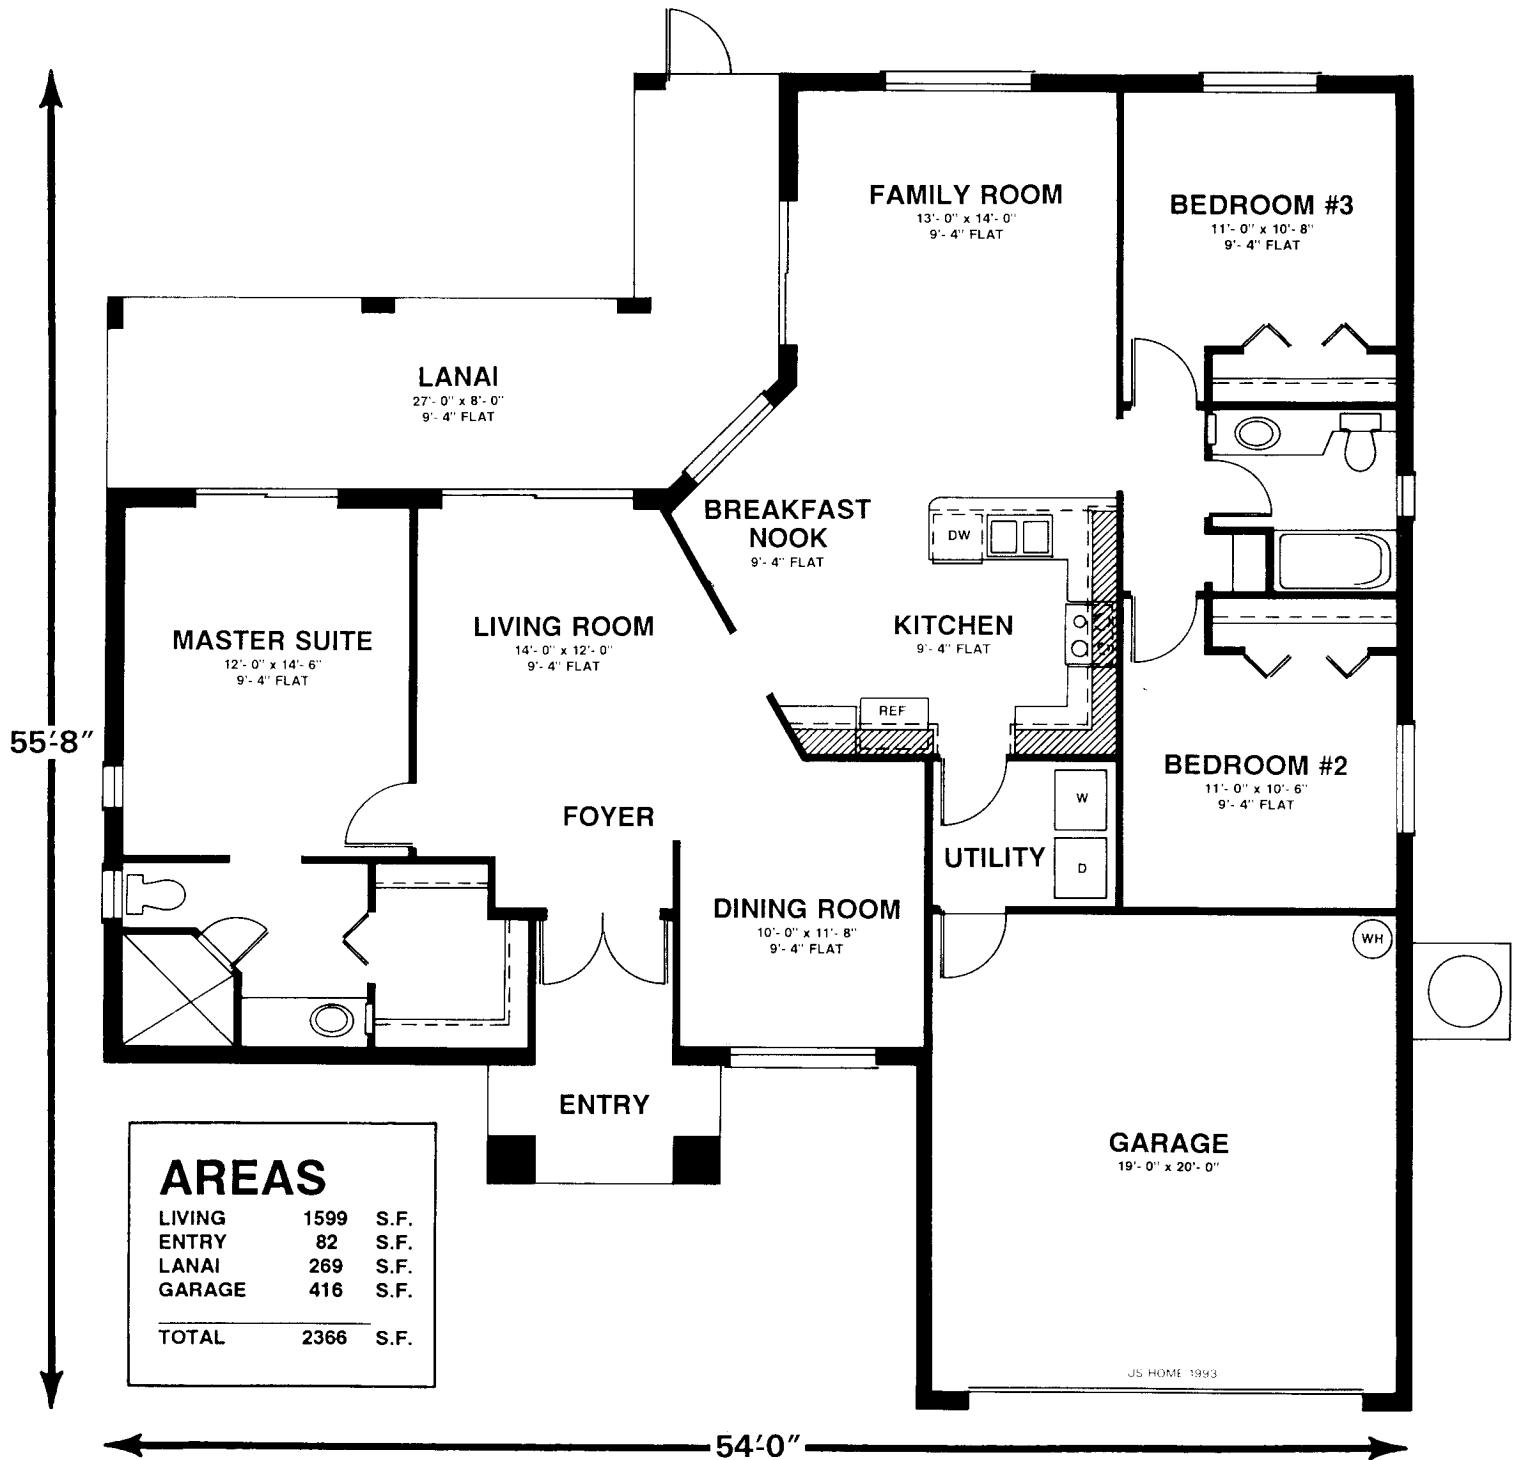 FAMILY ROOM
13'- 0" x 14'- 0"
9'- 4" FLAT
BEDROOM #3
11'- 0" x 10'- 8"
9'- 4" FLAT
LANAI
27'- 0" x 8'- 0"
9'- 4" FLAT
BREAKFAST
NOOK
9'- 4" FLAT
DW
KITCHEN
9'- 4" FLAT
REF
MASTER SUITE
12'- 0" x 14'- 6"
9'- 4" FLAT
LIVING ROOM
14'- 0" x 12'- 0"
9'- 4" FLAT
55'-8"
BEDROOM #2
11'- 0" x 10'- 6"
9'- 4" FLAT
FOYER
W
UTILITY
D
DINING ROOM
10'- 0" x 11'- 8"
9'- 4" FLAT
WH
ENTRY
GARAGE
19'- 0" x 20'- 0"
AREAS
LIVING 1599 S.F.
ENTRY 82 S.F.
LANAI 269 S.F.
GARAGE 416 S.F.
TOTAL 2366 S.F.
JS HOME 1993
54'-0"